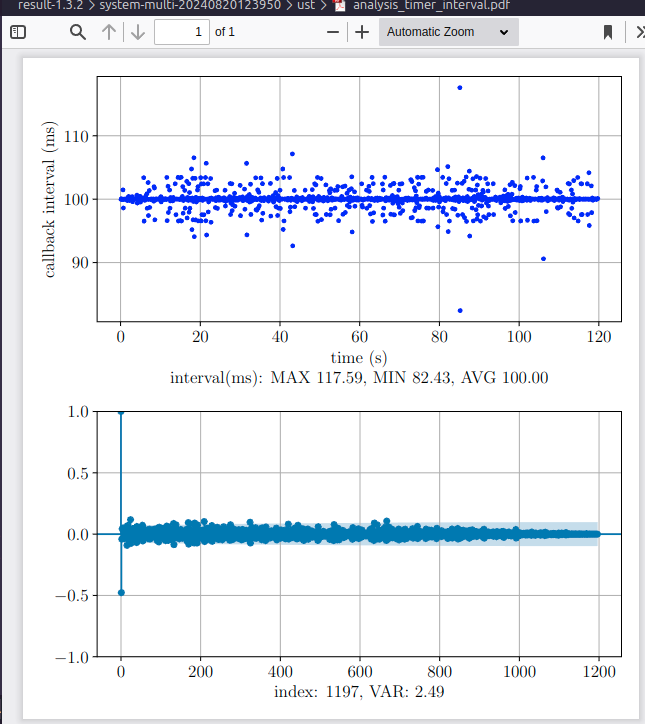 result-1.3.2 > system-multi-20240820123950 > ust > analysis_timer_interval.pdf
1 of 1
Automatic Zoom
callback interval (ms)
110
100
90
0 20 40 60 80 100 120
time (s)
interval(ms): MAX 117.59, MIN 82.43, AVG 100.00
1.0
0.5
0.0
−0.5
−1.0
0 200 400 600 800 1000 1200
index: 1197, VAR: 2.49